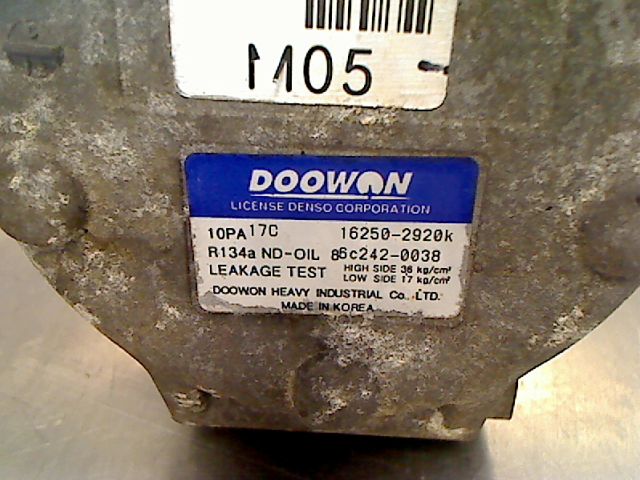 1105
DOOWON
LICENSE DENSO CORPORATION
10PA17C 16250-2920k
R134a ND-OIL 8 6c242-0038
LEAKAGE TEST HIGH SIDE 36 kg/cm²
LOW SIDE 17 kg/cm²
DOOWON HEAVY INDUSTRIAL Co., LTD.
MADE IN KOREA